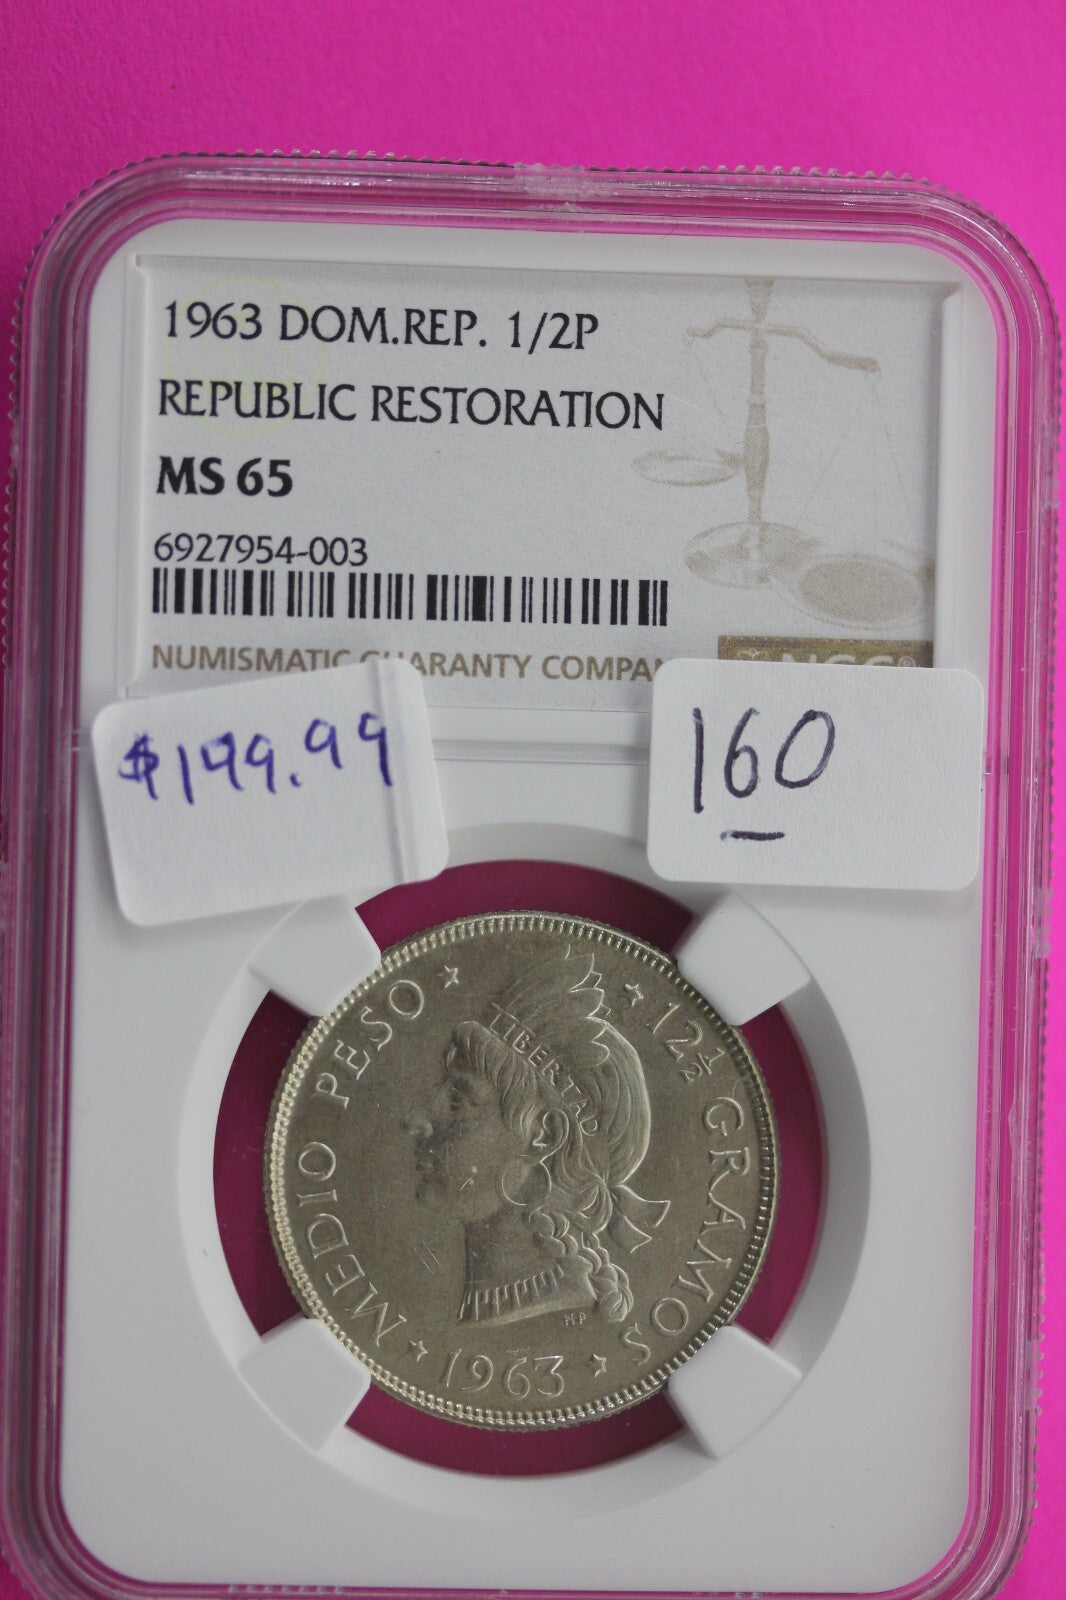 1963 DOM.REP. 1/2P
REPUBLIC RESTORATION
MS 65
6927954-003
NUMISMATIC GUARANTY COMPAN
NGC®
$199.99
160
MEDIO PESO
12½ GRAMOS
LIBERTAD
H.P
1963